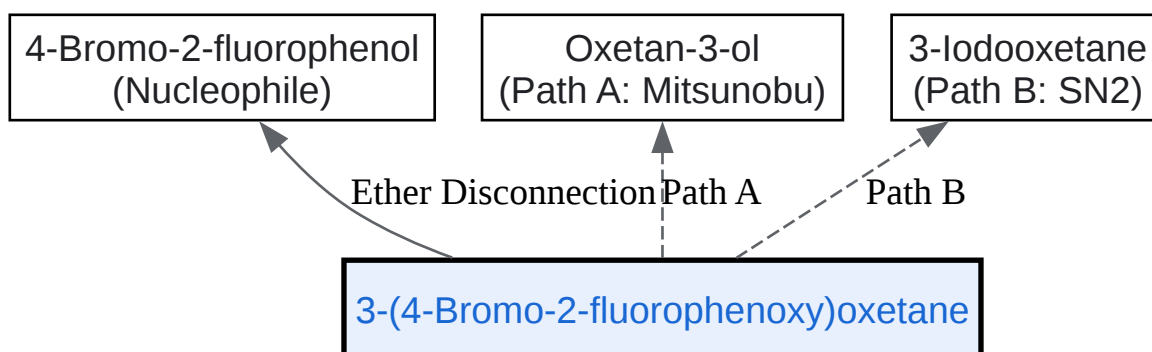 4-Bromo-2-fluorophenol
(Nucleophile)
Oxetan-3-ol
(Path A: Mitsunobu)
3-Iodooxetane
(Path B: SN2)
Ether Disconnection
Path A
Path B
3-(4-Bromo-2-fluorophenoxy)oxetane